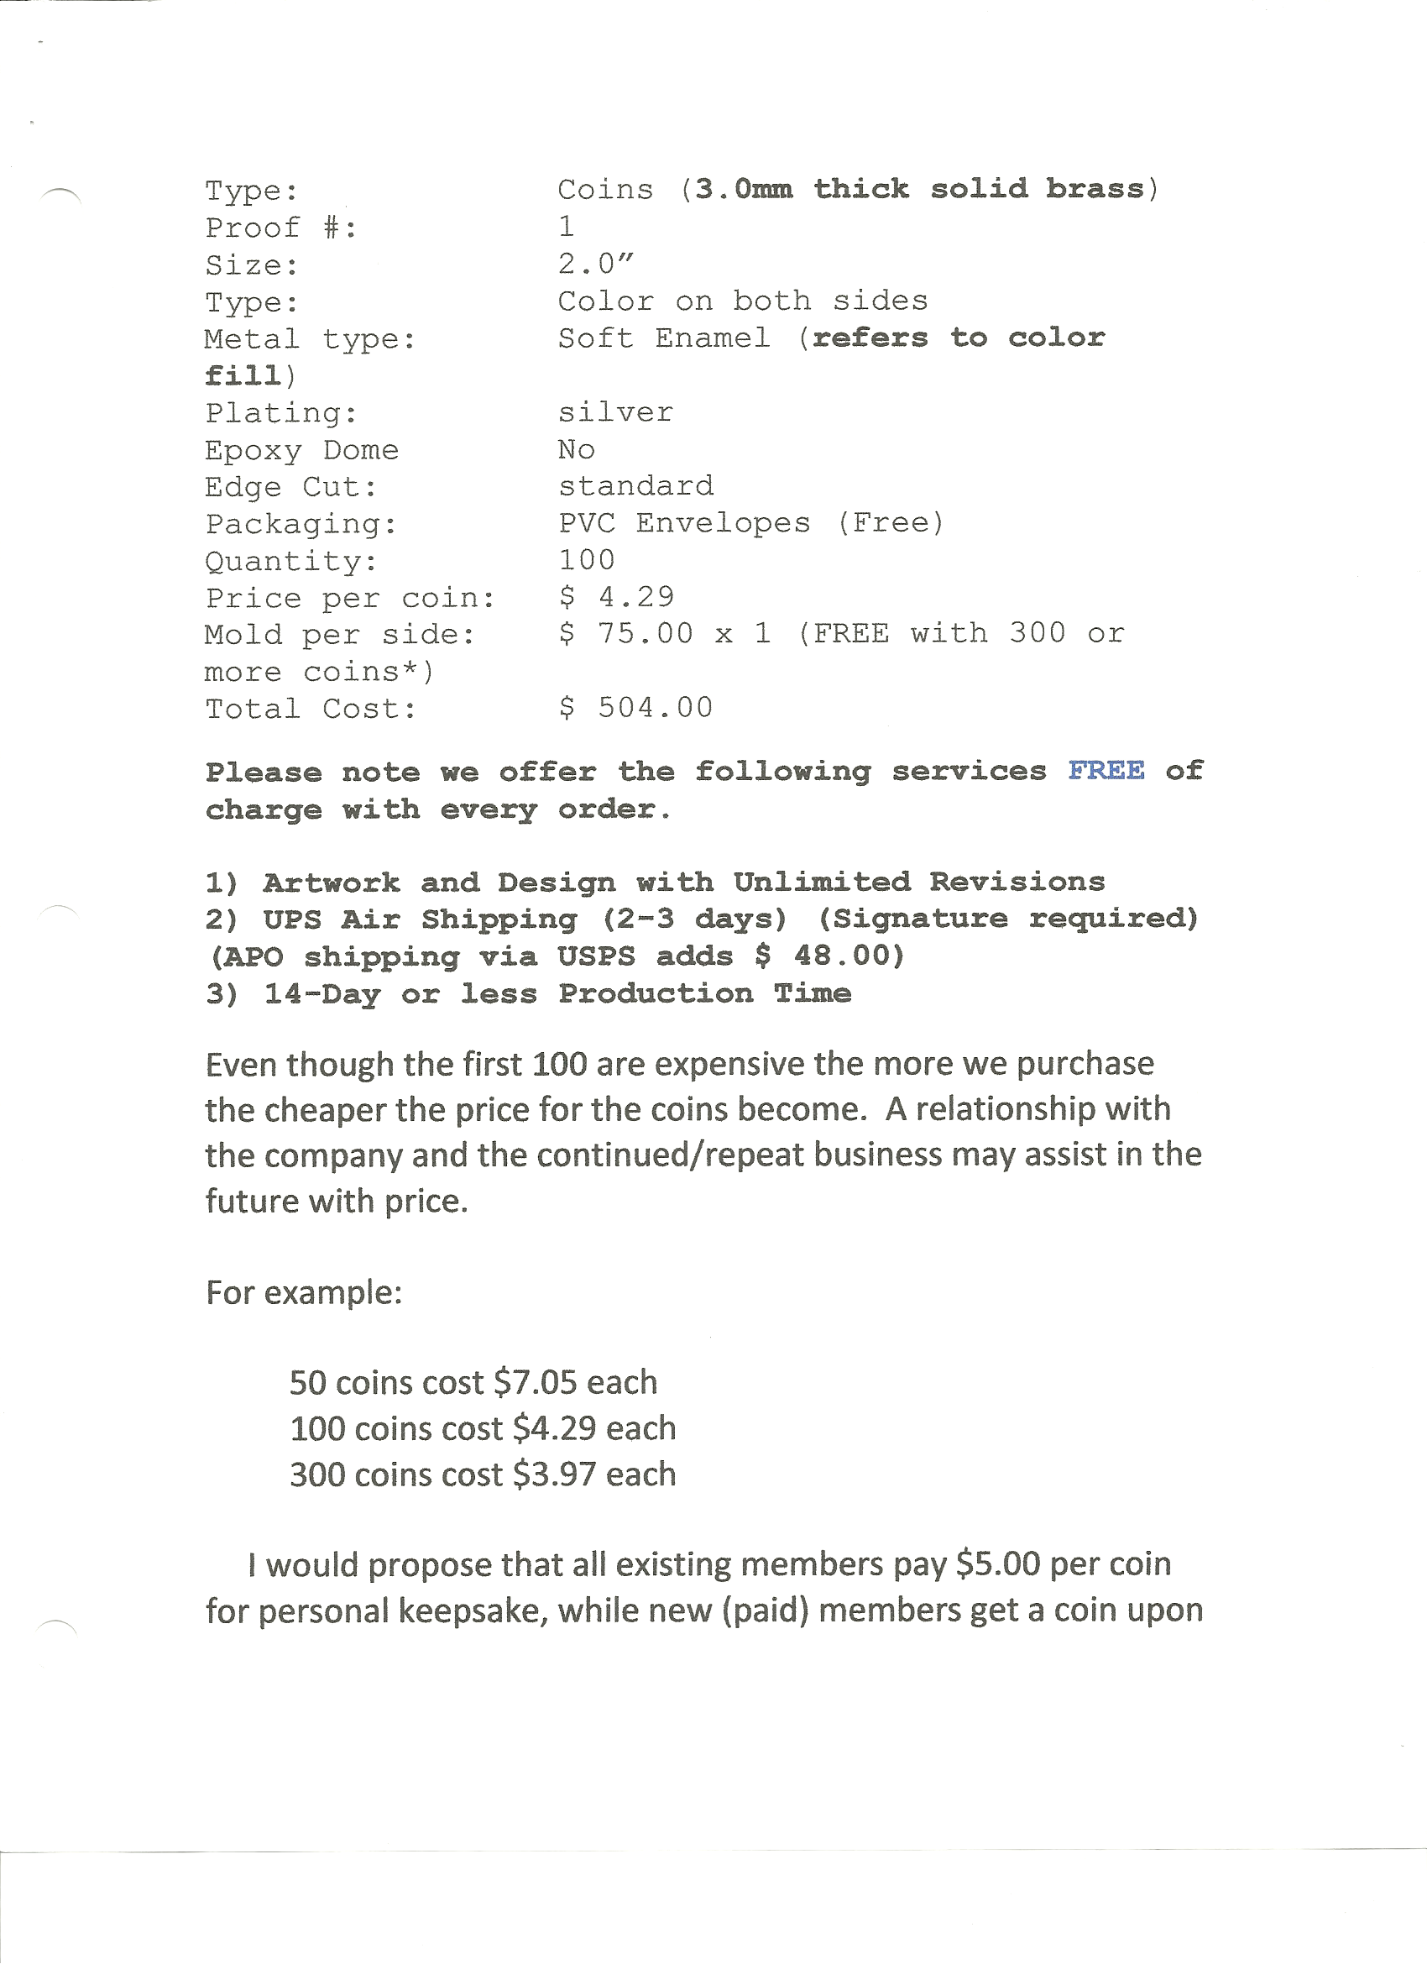 Type: Coins (3.0mm thick solid brass)
Proof #: 1
Size: 2.0”
Type: Color on both sides
Metal type: Soft Enamel (refers to color
fill)
Plating: silver
Epoxy Dome No
Edge Cut: standard
Packaging: PVC Envelopes (Free)
Quantity: 100
Price per coin: $ 4.29
Mold per side: $ 75.00 x 1 (FREE with 300 or
more coins*)
Total Cost: $ 504.00
Please note we offer the following services FREE of
charge with every order.
1) Artwork and Design with Unlimited Revisions
2) UPS Air Shipping (2-3 days) (Signature required)
(APO shipping via USPS adds $ 48.00)
3) 14-Day or less Production Time
Even though the first 100 are expensive the more we purchase
the cheaper the price for the coins become. A relationship with
the company and the continued/repeat business may assist in the
future with price.
For example:
50 coins cost $7.05 each
100 coins cost $4.29 each
300 coins cost $3.97 each
I would propose that all existing members pay $5.00 per coin
for personal keepsake, while new (paid) members get a coin upon